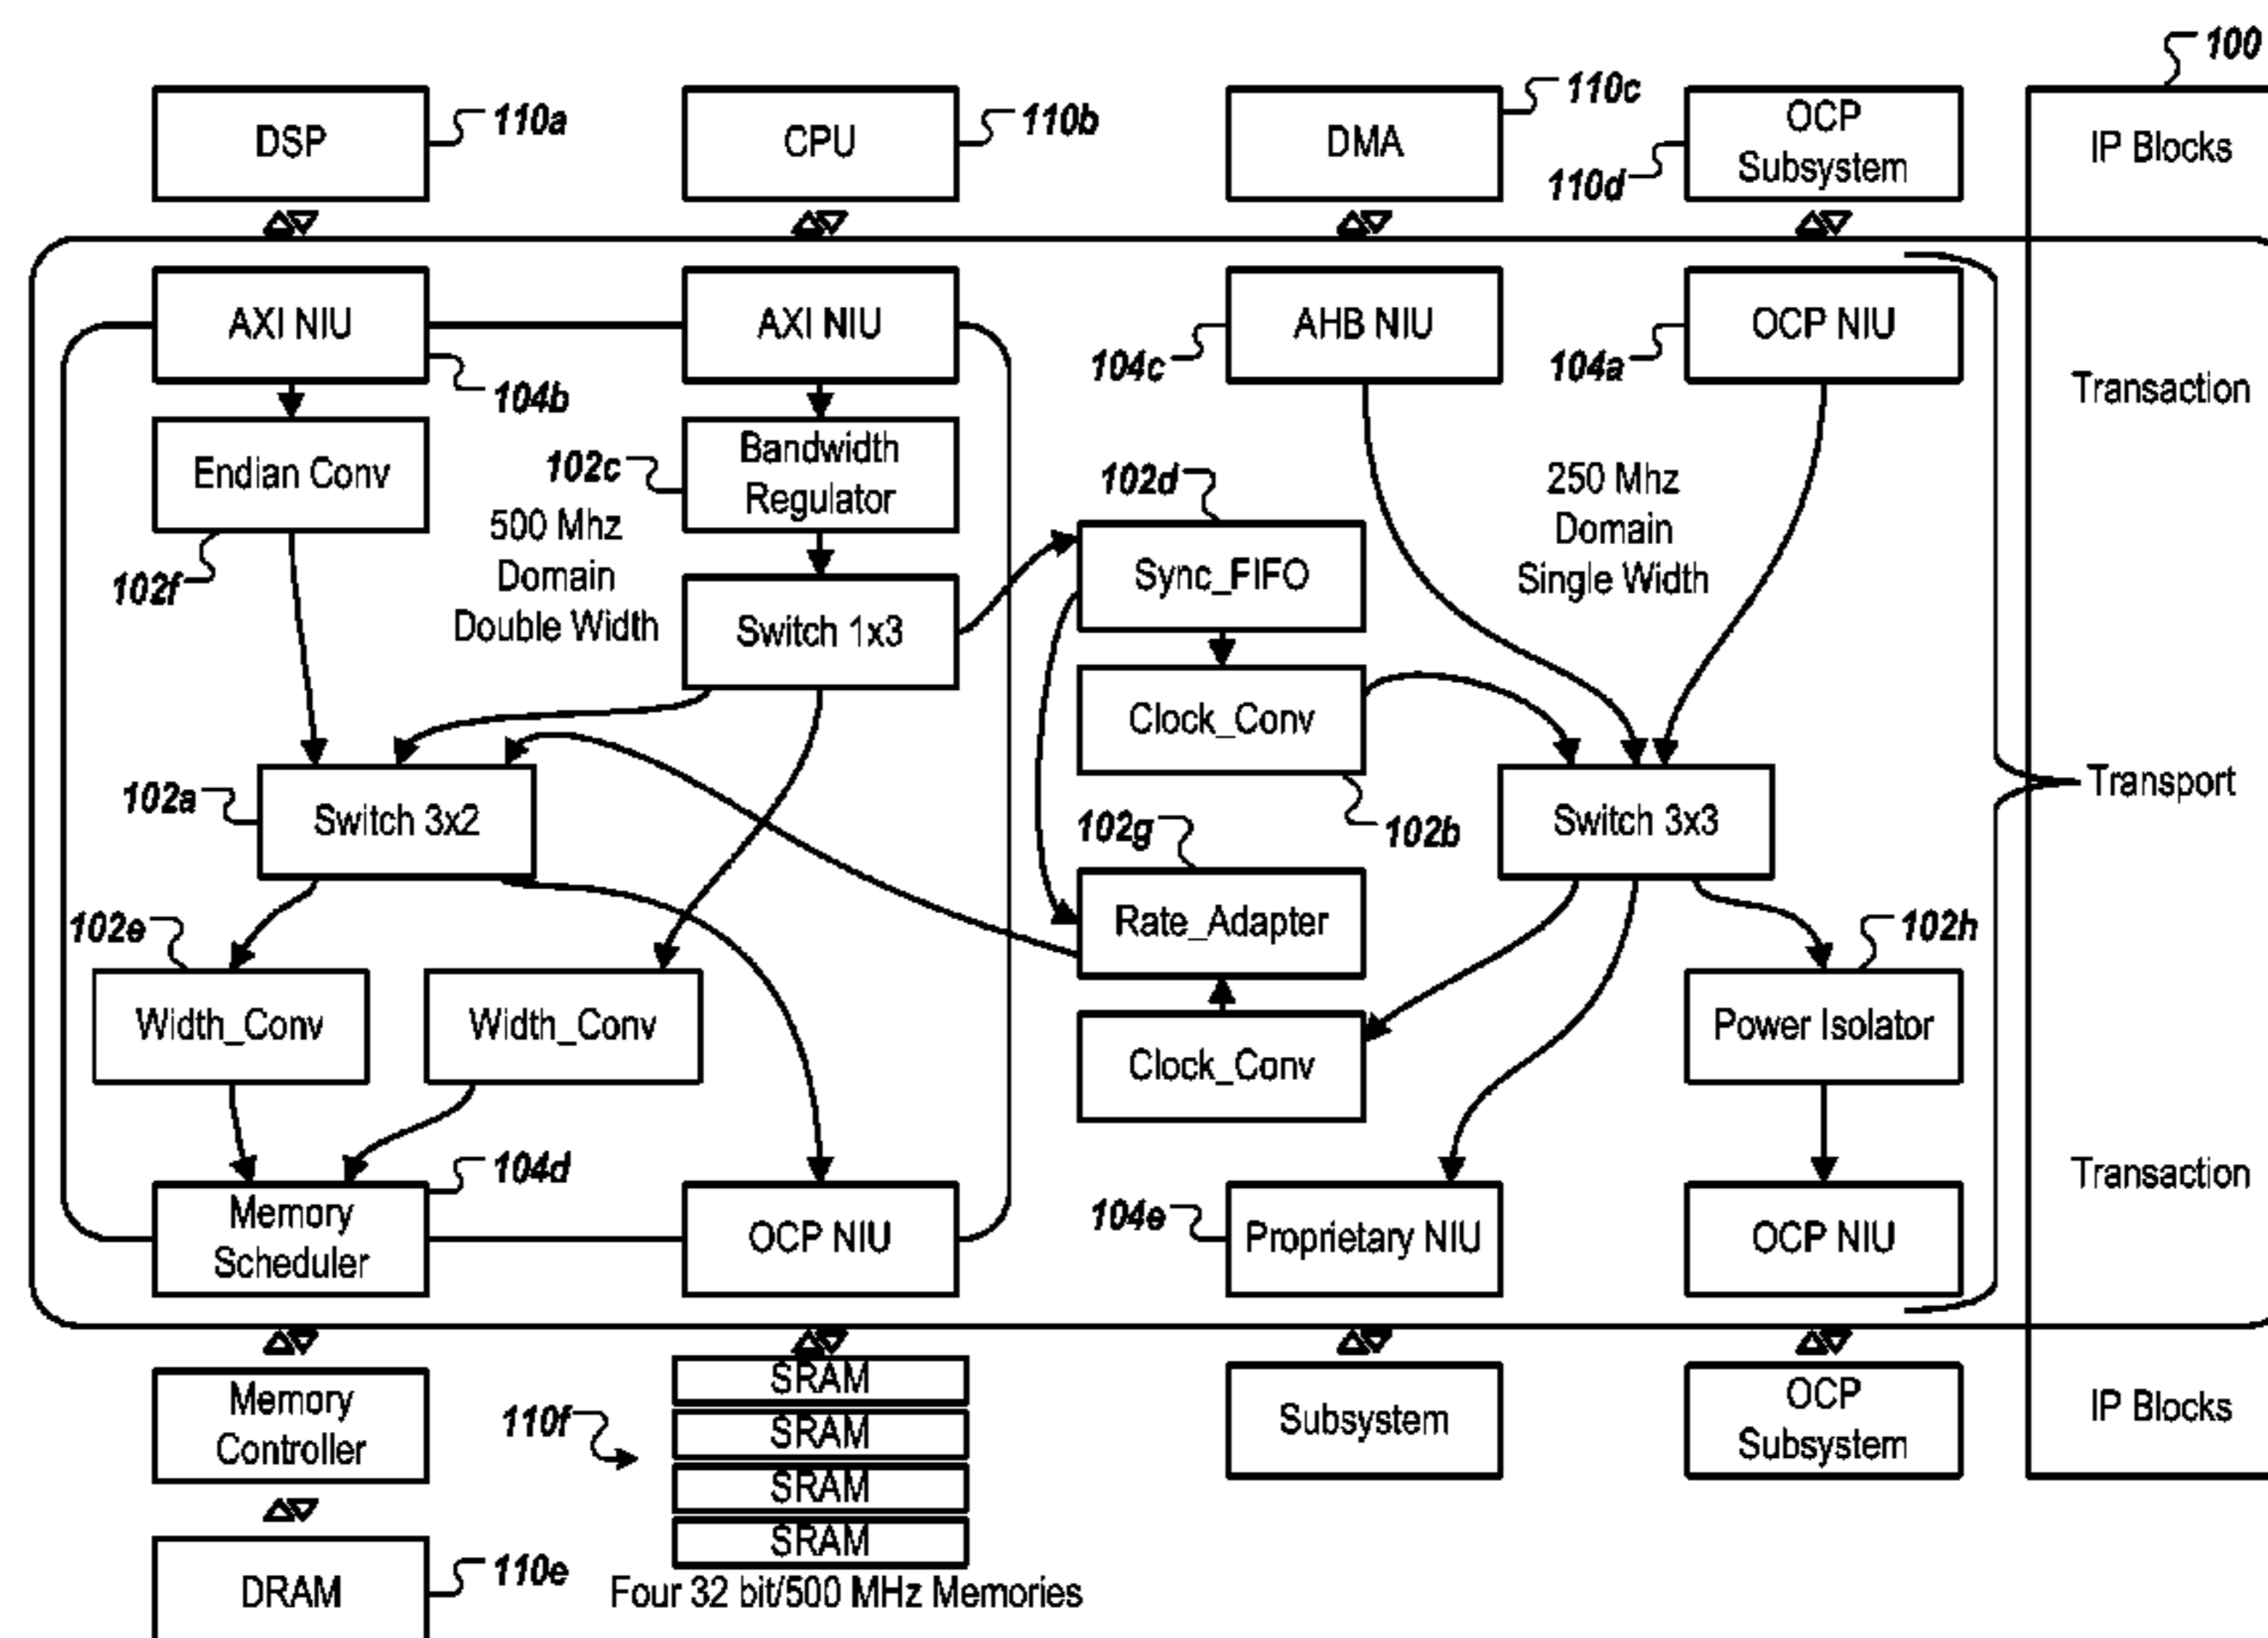 100
DSP
110a
CPU
110b
DMA
110c
OCP
Subsystem
110d
IP Blocks
AXI NIU
104b
AXI NIU
AHB NIU
104c
OCP NIU
104a
Transaction
Endian Conv
102f
Bandwidth
Regulator
102c
500 Mhz
Domain
Double Width
102d
Sync_FIFO
250 Mhz
Domain
Single Width
Switch 1x3
Clock_Conv
102b
102a
Switch 3x2
Switch 3x3
Transport
102g
Rate_Adapter
102e
Width_Conv
Width_Conv
Clock_Conv
102h
Power Isolator
104d
Memory
Scheduler
OCP NIU
104e
Proprietary NIU
OCP NIU
Transaction
Memory
Controller
110f
SRAM
SRAM
SRAM
SRAM
Four 32 bit/500 MHz Memories
Subsystem
OCP
Subsystem
IP Blocks
DRAM
110e